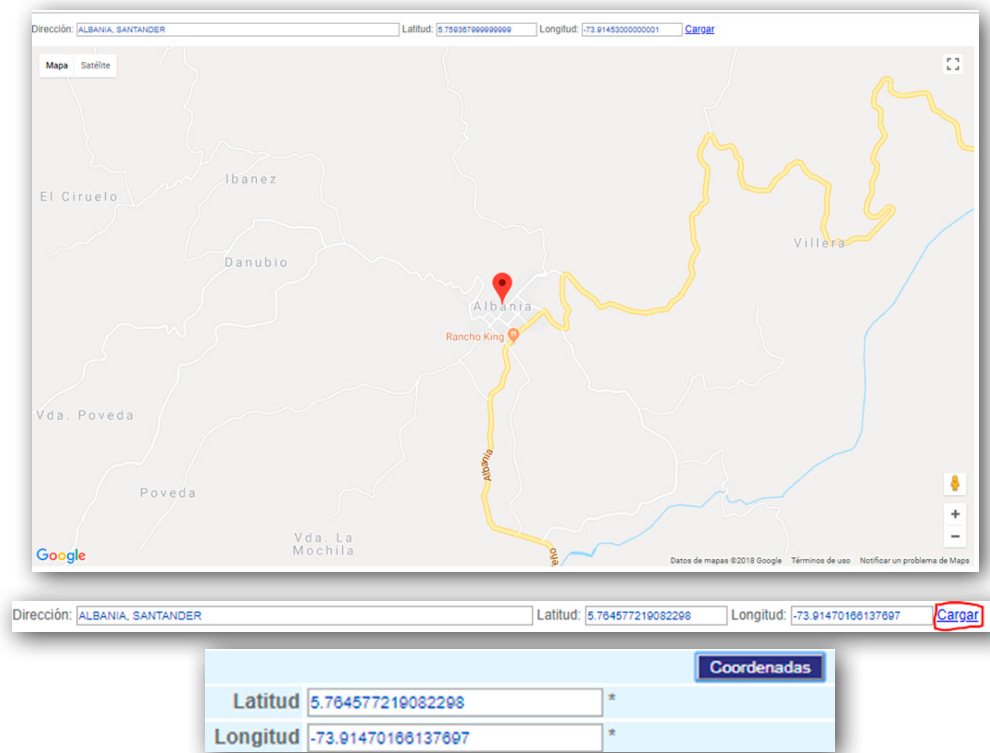 Dirección: ALBANIA, SANTANDER Latitud: 5.759367999999999 Longitud: -73.91453000000001 Cargar
Mapa Satélite
Ibanez
El Ciruelo
Villera
Danubio
Albania
Rancho King
Vda. Poveda
Albania
Poveda
Vda. La
Mochila
oño
+
−
Google
Datos de mapas ©2018 Google Términos de uso Notificar un problema de Maps
Dirección: ALBANIA, SANTANDER Latitud: 5.764577219082298 Longitud: -73.91470166137697 Cargar
Coordenadas
Latitud 5.764577219082298 *
Longitud -73.91470166137697 *